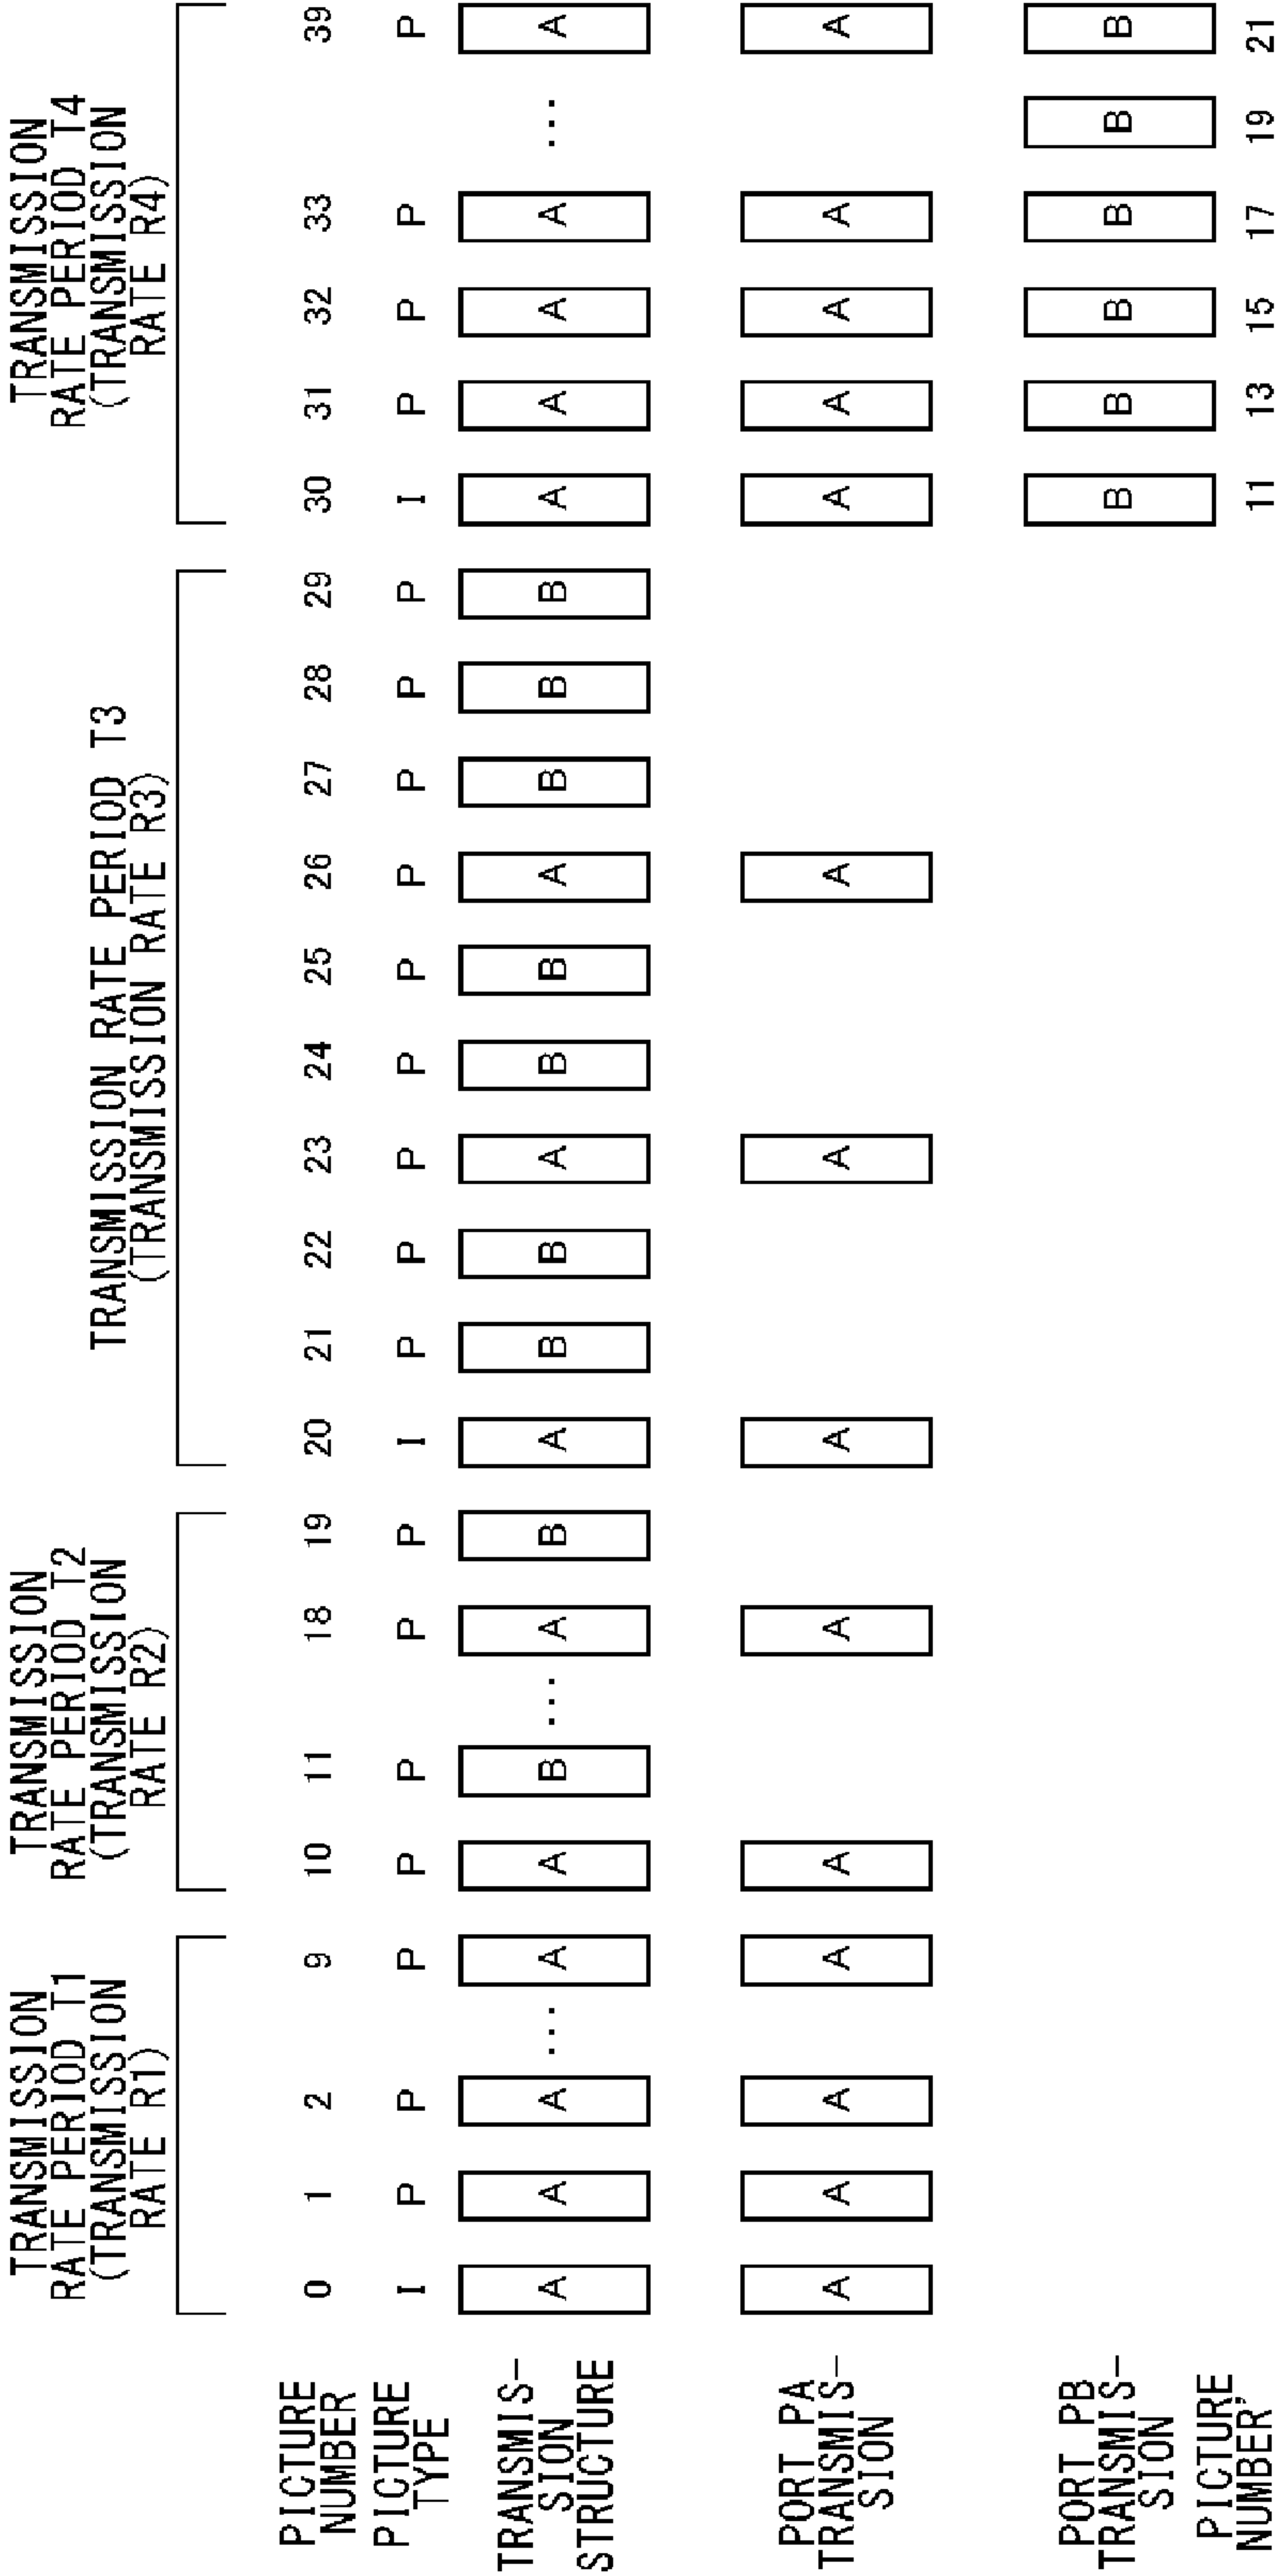 TRANSMISSION
RATE PERIOD T1
(TRANSMISSION
RATE R1)
TRANSMISSION
RATE PERIOD T2
(TRANSMISSION
RATE R2)
TRANSMISSION RATE PERIOD T3
(TRANSMISSION RATE R3)
TRANSMISSION
RATE PERIOD T4
(TRANSMISSION
RATE R4)
PICTURE
NUMBER
0 1 2 9 10 11 18 19 20 21 22 23 24 25 26 27 28 29 30 31 32 33 39
PICTURE
TYPE
I P P P P P P P I P P P P P P P P P I P P P P
TRANSMIS-
SION
STRUCTURE
A A A ... A A B ... A B A B B A B B A B B B A A A A ... A
PORT PA
TRANSMIS-
SION
A A A A A A A A A A A A A A
PORT PB
TRANSMIS-
SION
B B B B B B
PICTURE
NUMBER'
11 13 15 17 19 21